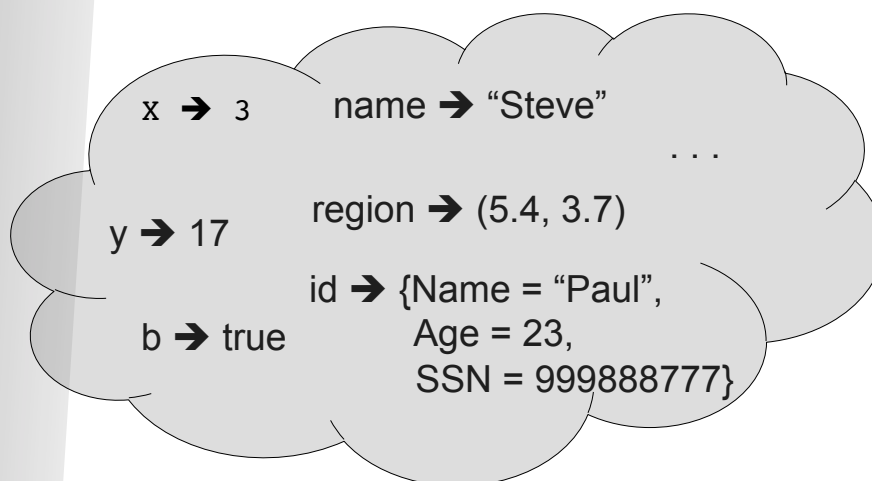 x ➔ 3 name ➔ “Steve”
. . .
y ➔ 17 region ➔ (5.4, 3.7)
id ➔ {Name = “Paul”,
b ➔ true Age = 23,
SSN = 999888777}